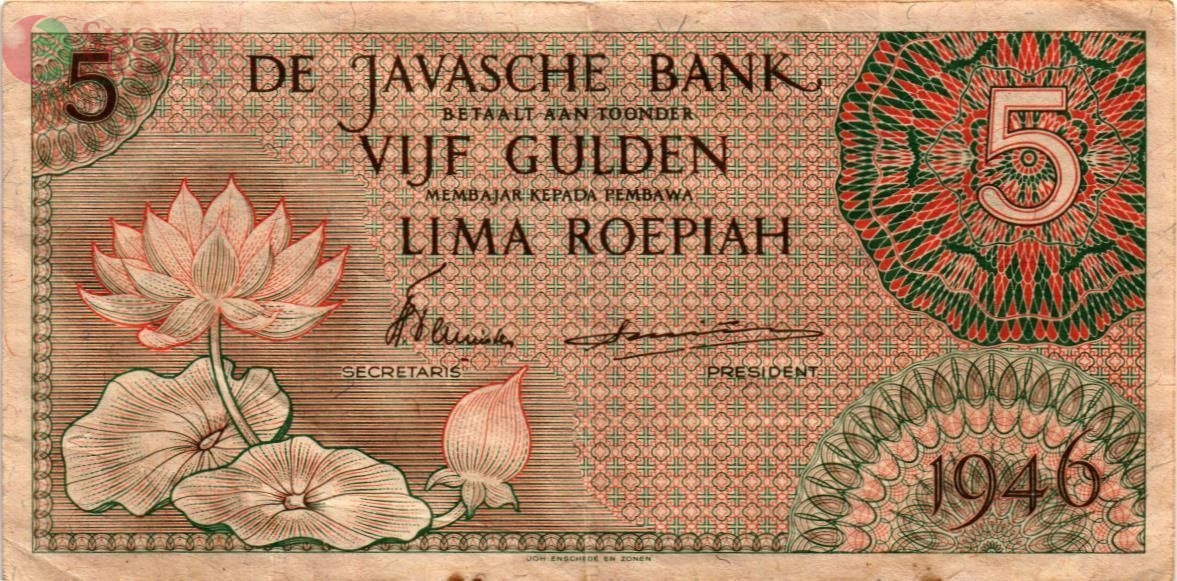 5 DE JAVASCHE BANK
BETAALT AAN TOONDER
VIJF GULDEN
5
MEMBAJAR KEPADA PEMBAWA
LIMA ROEPIAH
SECRETARIS PRESIDENT
1946
JOH. ENSCHEDÉ EN ZONEN